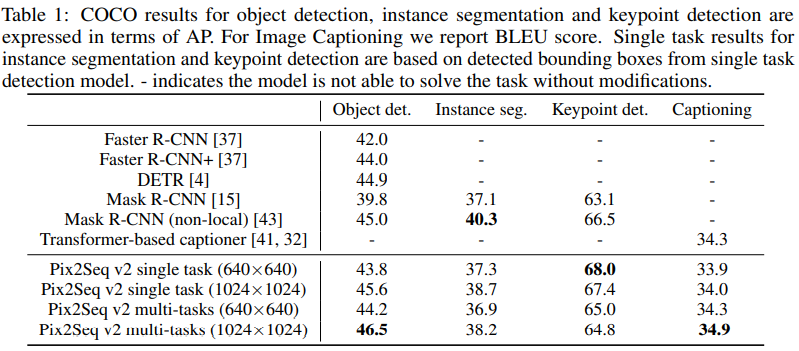 Table 1: COCO results for object detection, instance segmentation and keypoint detection are
expressed in terms of AP. For Image Captioning we report BLEU score. Single task results for
instance segmentation and keypoint detection are based on detected bounding boxes from single task
detection model. - indicates the model is not able to solve the task without modifications.
Object det. Instance seg. Keypoint det. Captioning
Faster R-CNN [37] 42.0 - - -
Faster R-CNN+ [37] 44.0 - - -
DETR [4] 44.9 - - -
Mask R-CNN [15] 39.8 37.1 63.1 -
Mask R-CNN (non-local) [43] 45.0 40.3 66.5 -
Transformer-based captioner [41, 32] - - - 34.3
Pix2Seq v2 single task (640×640) 43.8 37.3 68.0 33.9
Pix2Seq v2 single task (1024×1024) 45.6 38.7 67.4 34.0
Pix2Seq v2 multi-tasks (640×640) 44.2 36.9 65.0 34.3
Pix2Seq v2 multi-tasks (1024×1024) 46.5 38.2 64.8 34.9